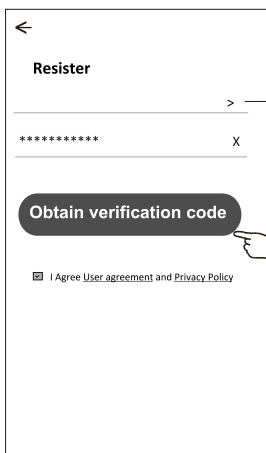 Resister
>
*********** X
Obtain verification code
I Agree User agreement and Privacy Policy